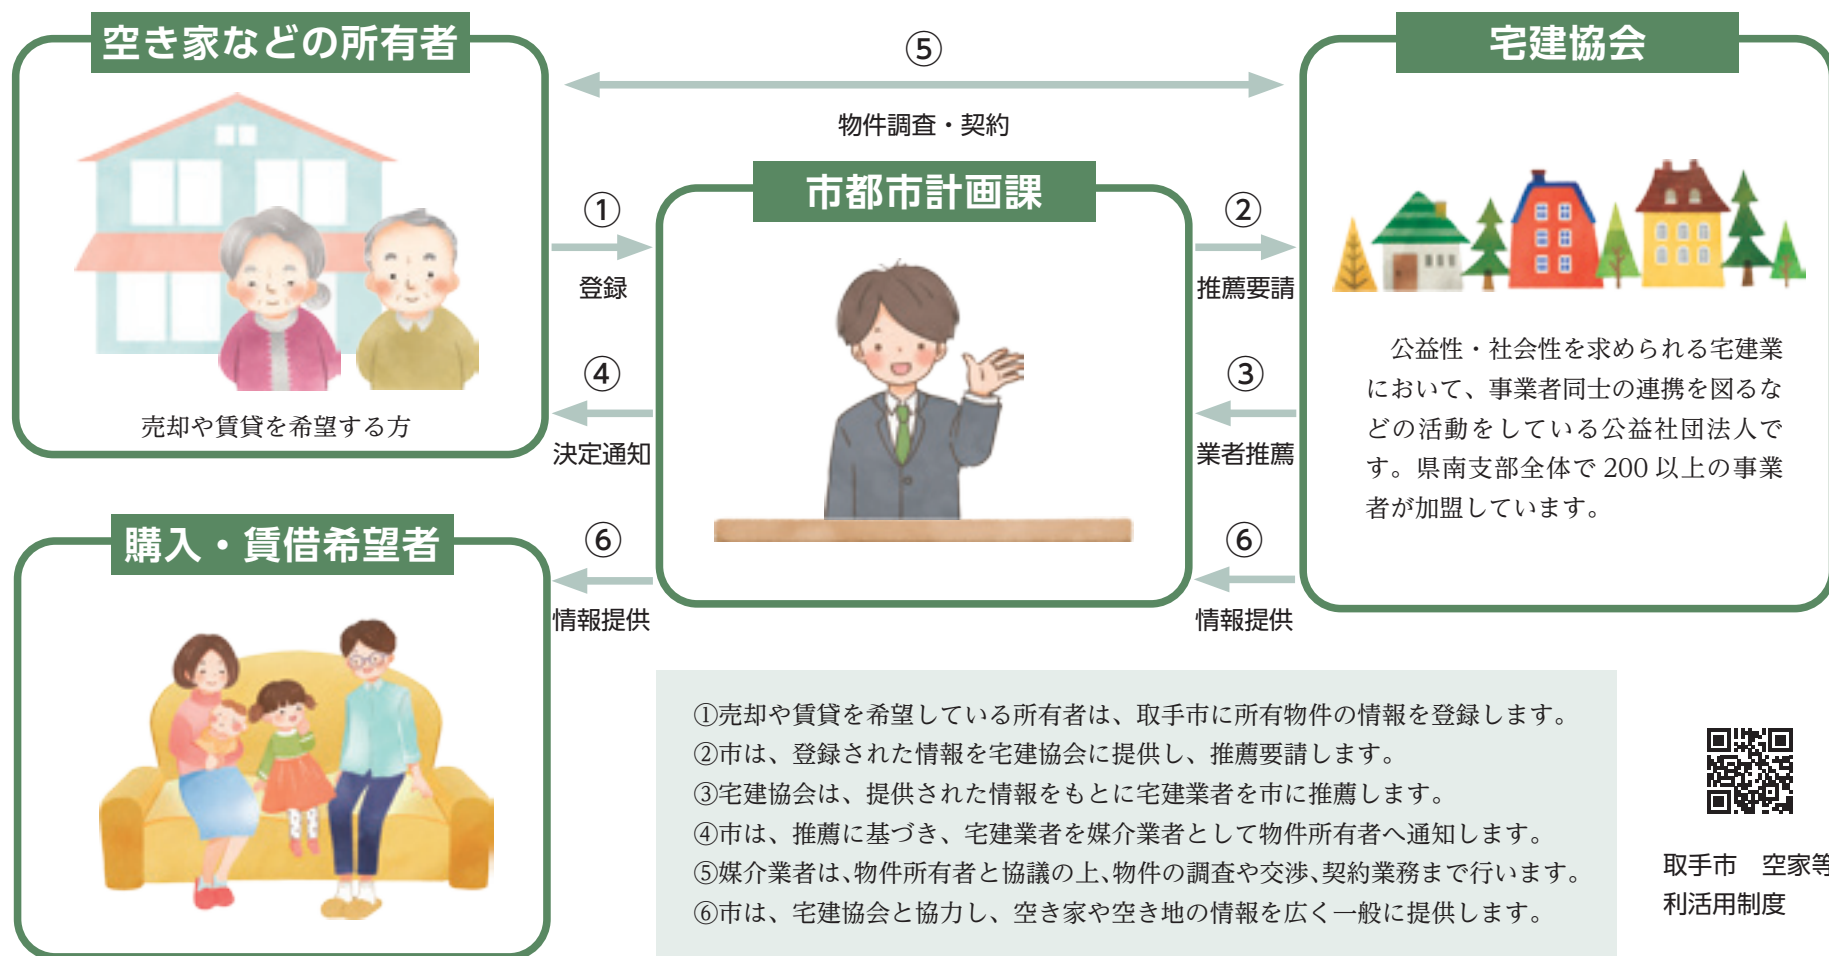 空き家などの所有者
売却や賃貸を希望する方
⑤
物件調査・契約
宅建協会
公益性・社会性を求められる宅建業
において、事業者同士の連携を図るな
どの活動をしている公益社団法人で
す。県南支部全体で 200 以上の事業
者が加盟しています。
市都市計画課
①
登録
②
推薦要請
④
決定通知
③
業者推薦
⑥
情報提供
⑥
情報提供
購入・賃借希望者
①売却や賃貸を希望している所有者は、取手市に所有物件の情報を登録します。
②市は、登録された情報を宅建協会に提供し、推薦要請します。
③宅建協会は、提供された情報をもとに宅建業者を市に推薦します。
④市は、推薦に基づき、宅建業者を媒介業者として物件所有者へ通知します。
⑤媒介業者は、物件所有者と協議の上、物件の調査や交渉、契約業務まで行います。
⑥市は、宅建協会と協力し、空き家や空き地の情報を広く一般に提供します。
取手市　空家等
利活用制度